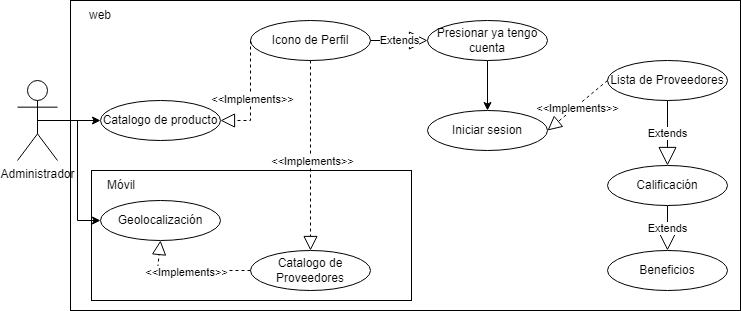 web
Icono de Perfil
Extends
Presionar ya tengo
cuenta
Lista de Proveedores
<<Implements>>
<<Implements>>
Catalogo de producto
Iniciar sesion
Extends
Administrador
<<Implements>>
Móvil
Calificación
Geolocalización
Extends
Catalogo de
Proveedores
<<Implements>>
Beneficios